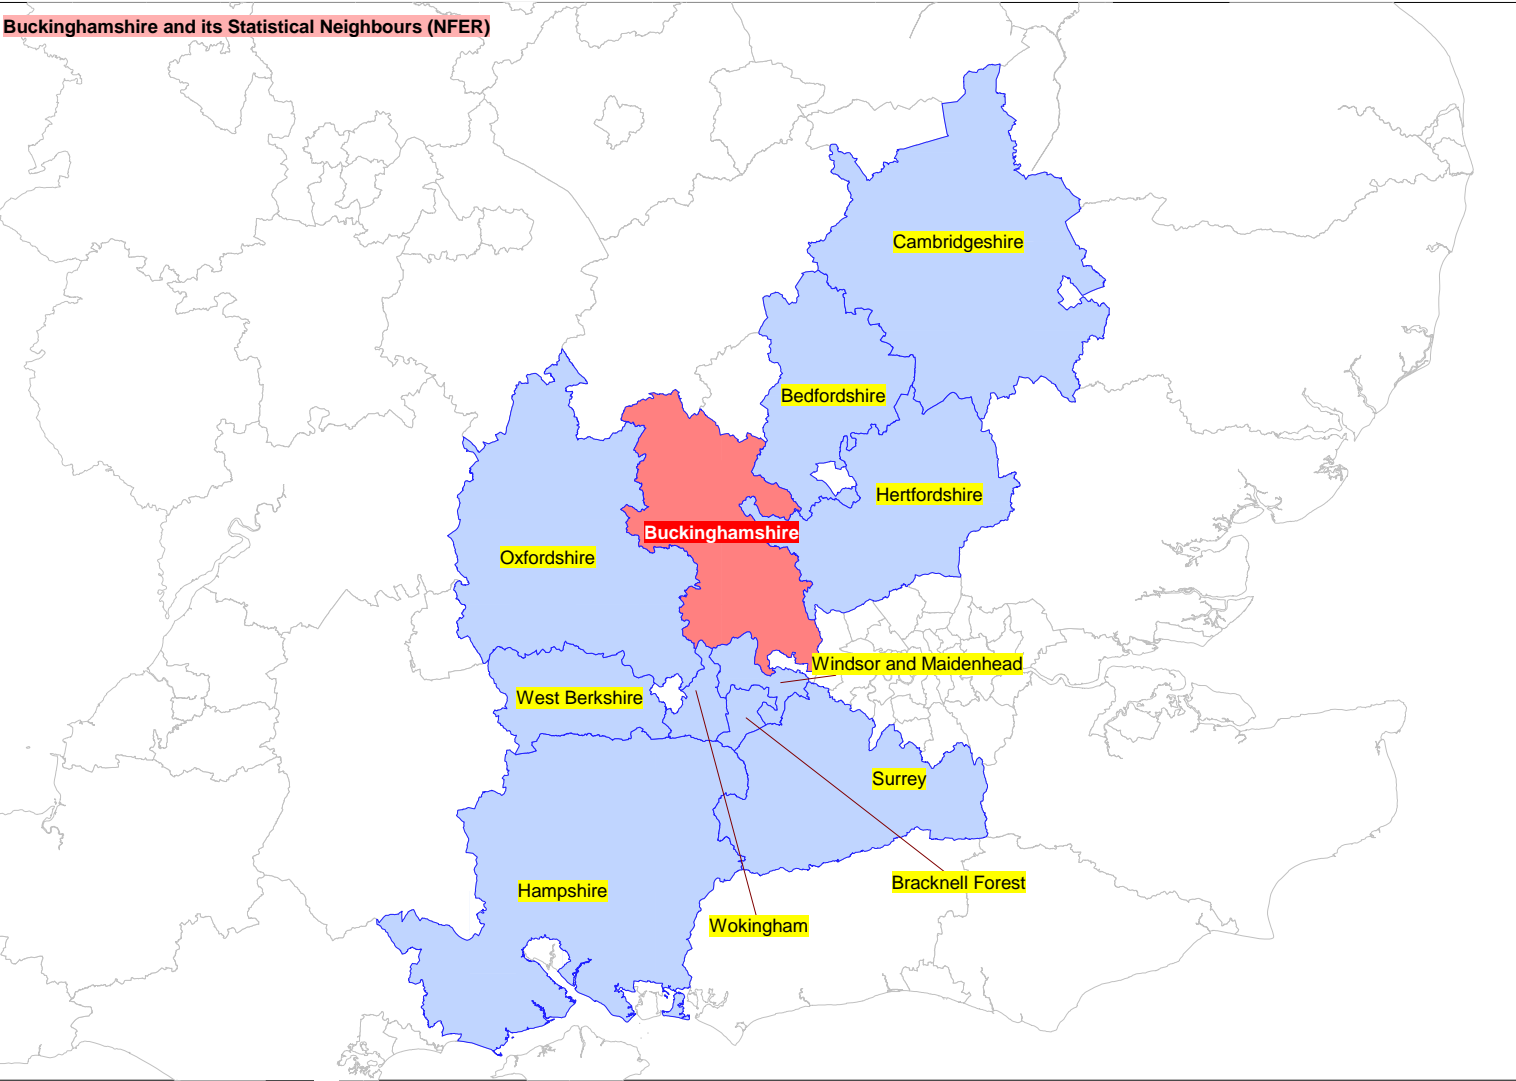 Buckinghamshire and its Statistical Neighbours (NFER)
Cambridgeshire
Bedfordshire
Hertfordshire
Buckinghamshire
Oxfordshire
Windsor and Maidenhead
West Berkshire
Surrey
Bracknell Forest
Hampshire
Wokingham